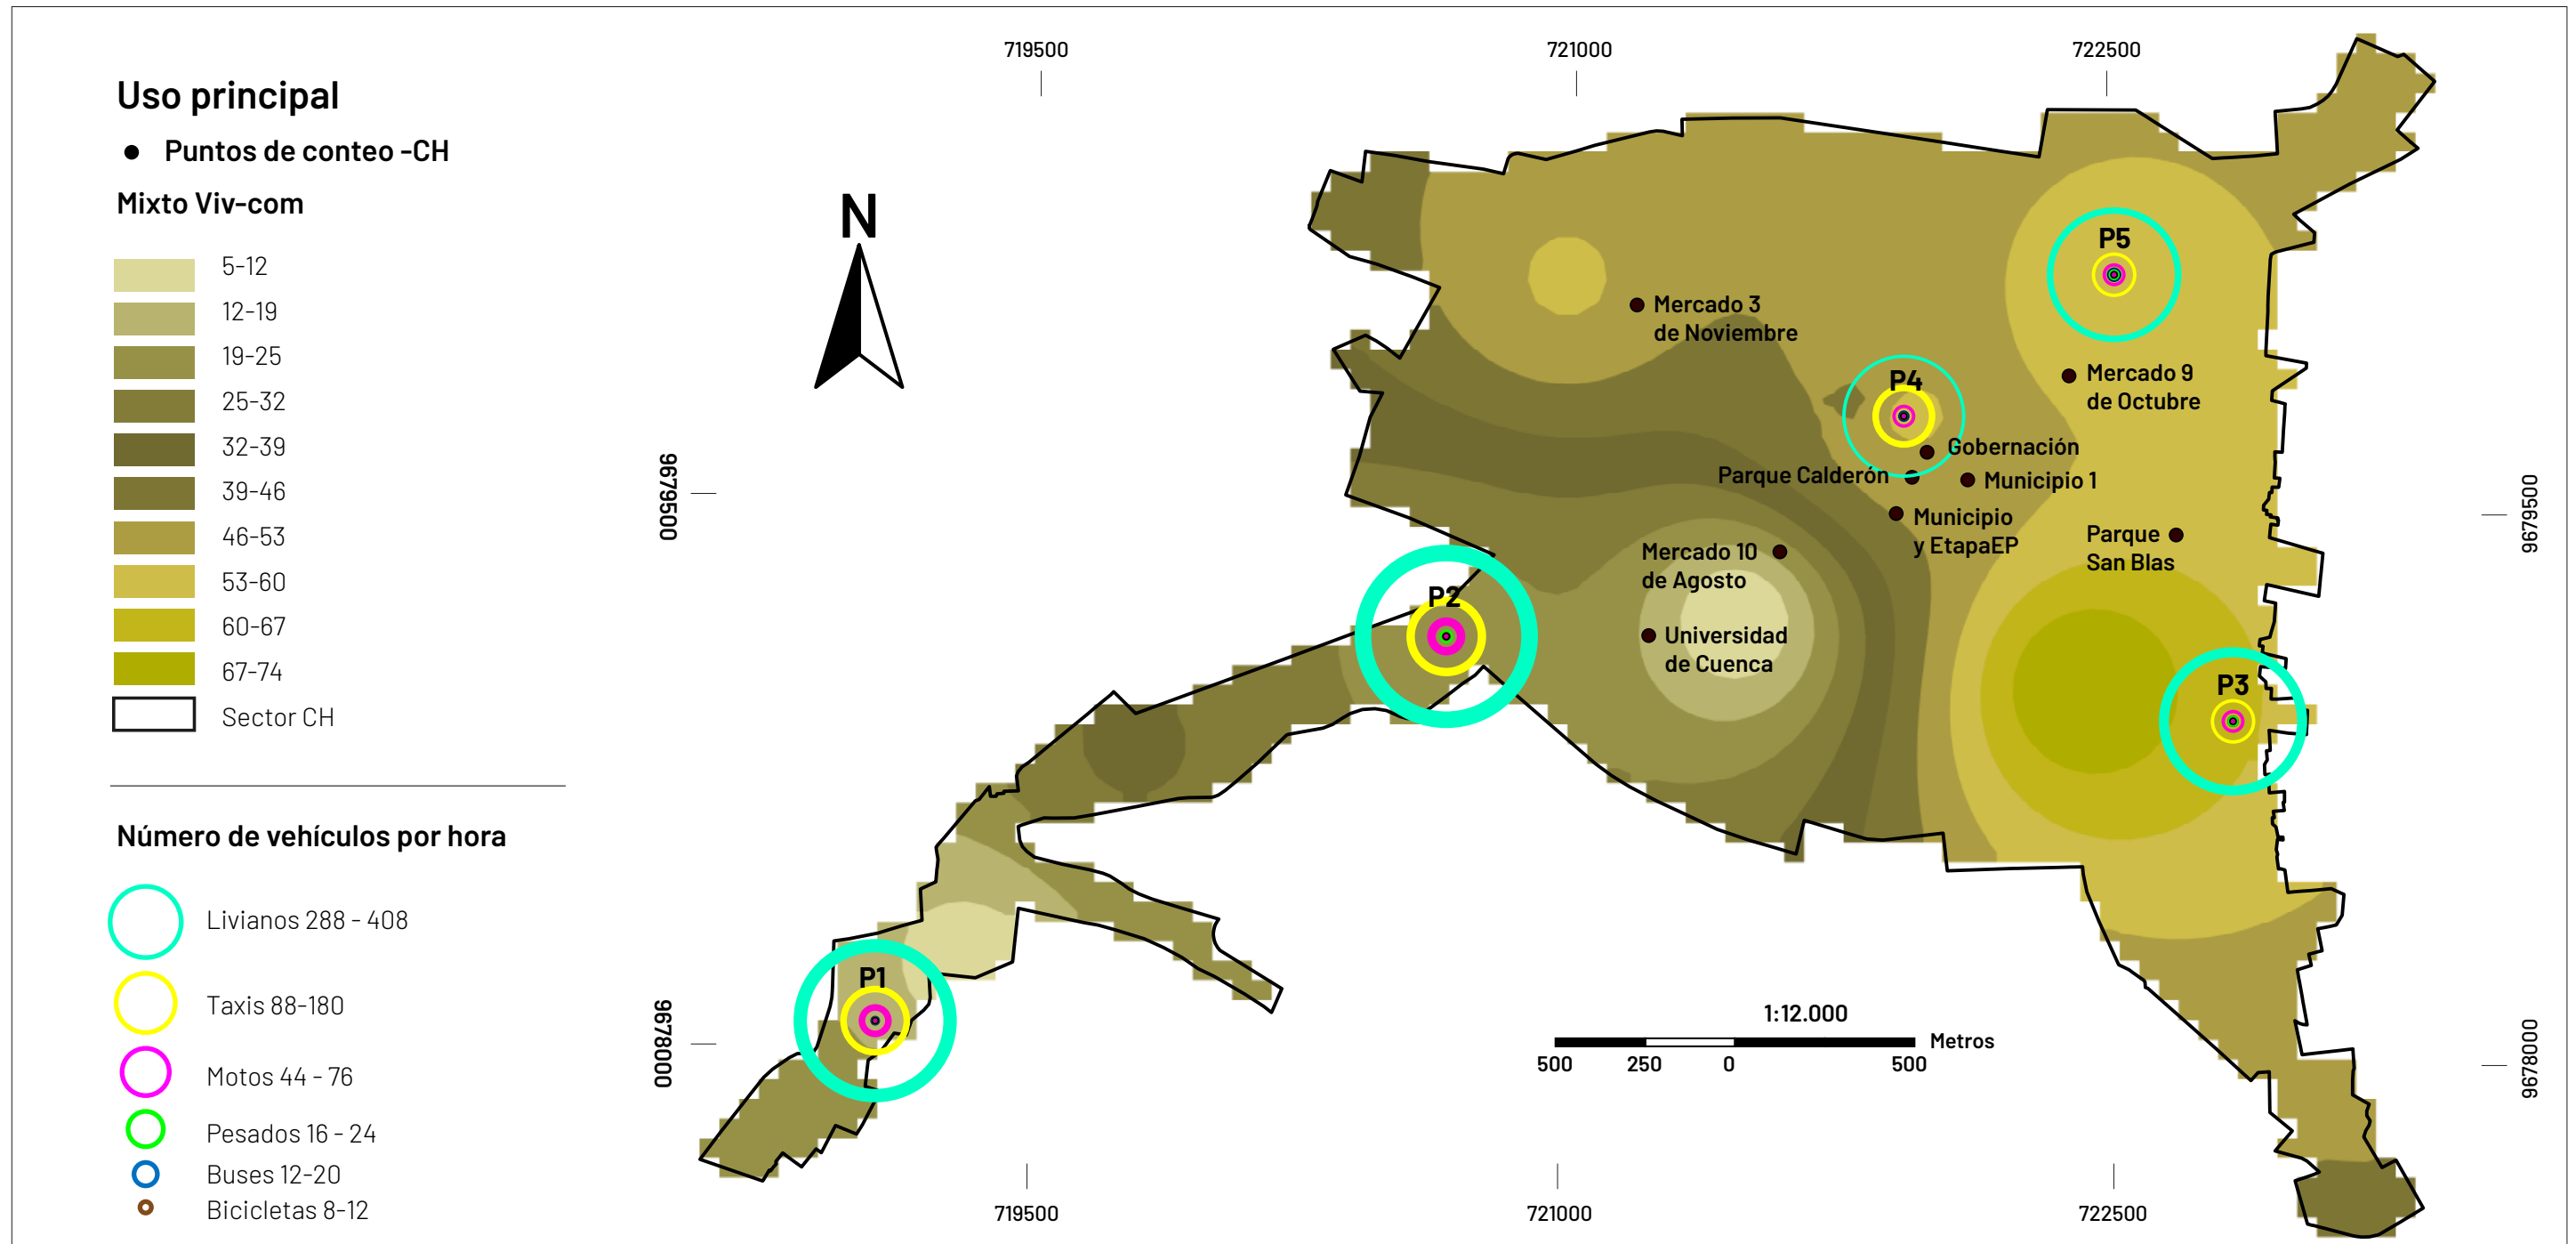 719500
721000
722500
Uso principal
Puntos de conteo -CH
Mixto Viv-com
5-12
12-19
19-25
25-32
32-39
39-46
46-53
53-60
60-67
67-74
Sector CH
Número de vehículos por hora
Livianos 288 - 408
Taxis 88-180
Motos 44 - 76
Pesados 16 - 24
Buses 12-20
Bicicletas 8-12
N
9679500
9678000
P5
Mercado 3
de Noviembre
P4
Mercado 9
de Octubre
Gobernación
Parque Calderón
Municipio 1
Municipio
y EtapaEP
Parque
San Blas
Mercado 10
de Agosto
P2
Universidad
de Cuenca
P3
P1
1:12.000
Metros
500
250
0
500
9679500
9678000
719500
721000
722500